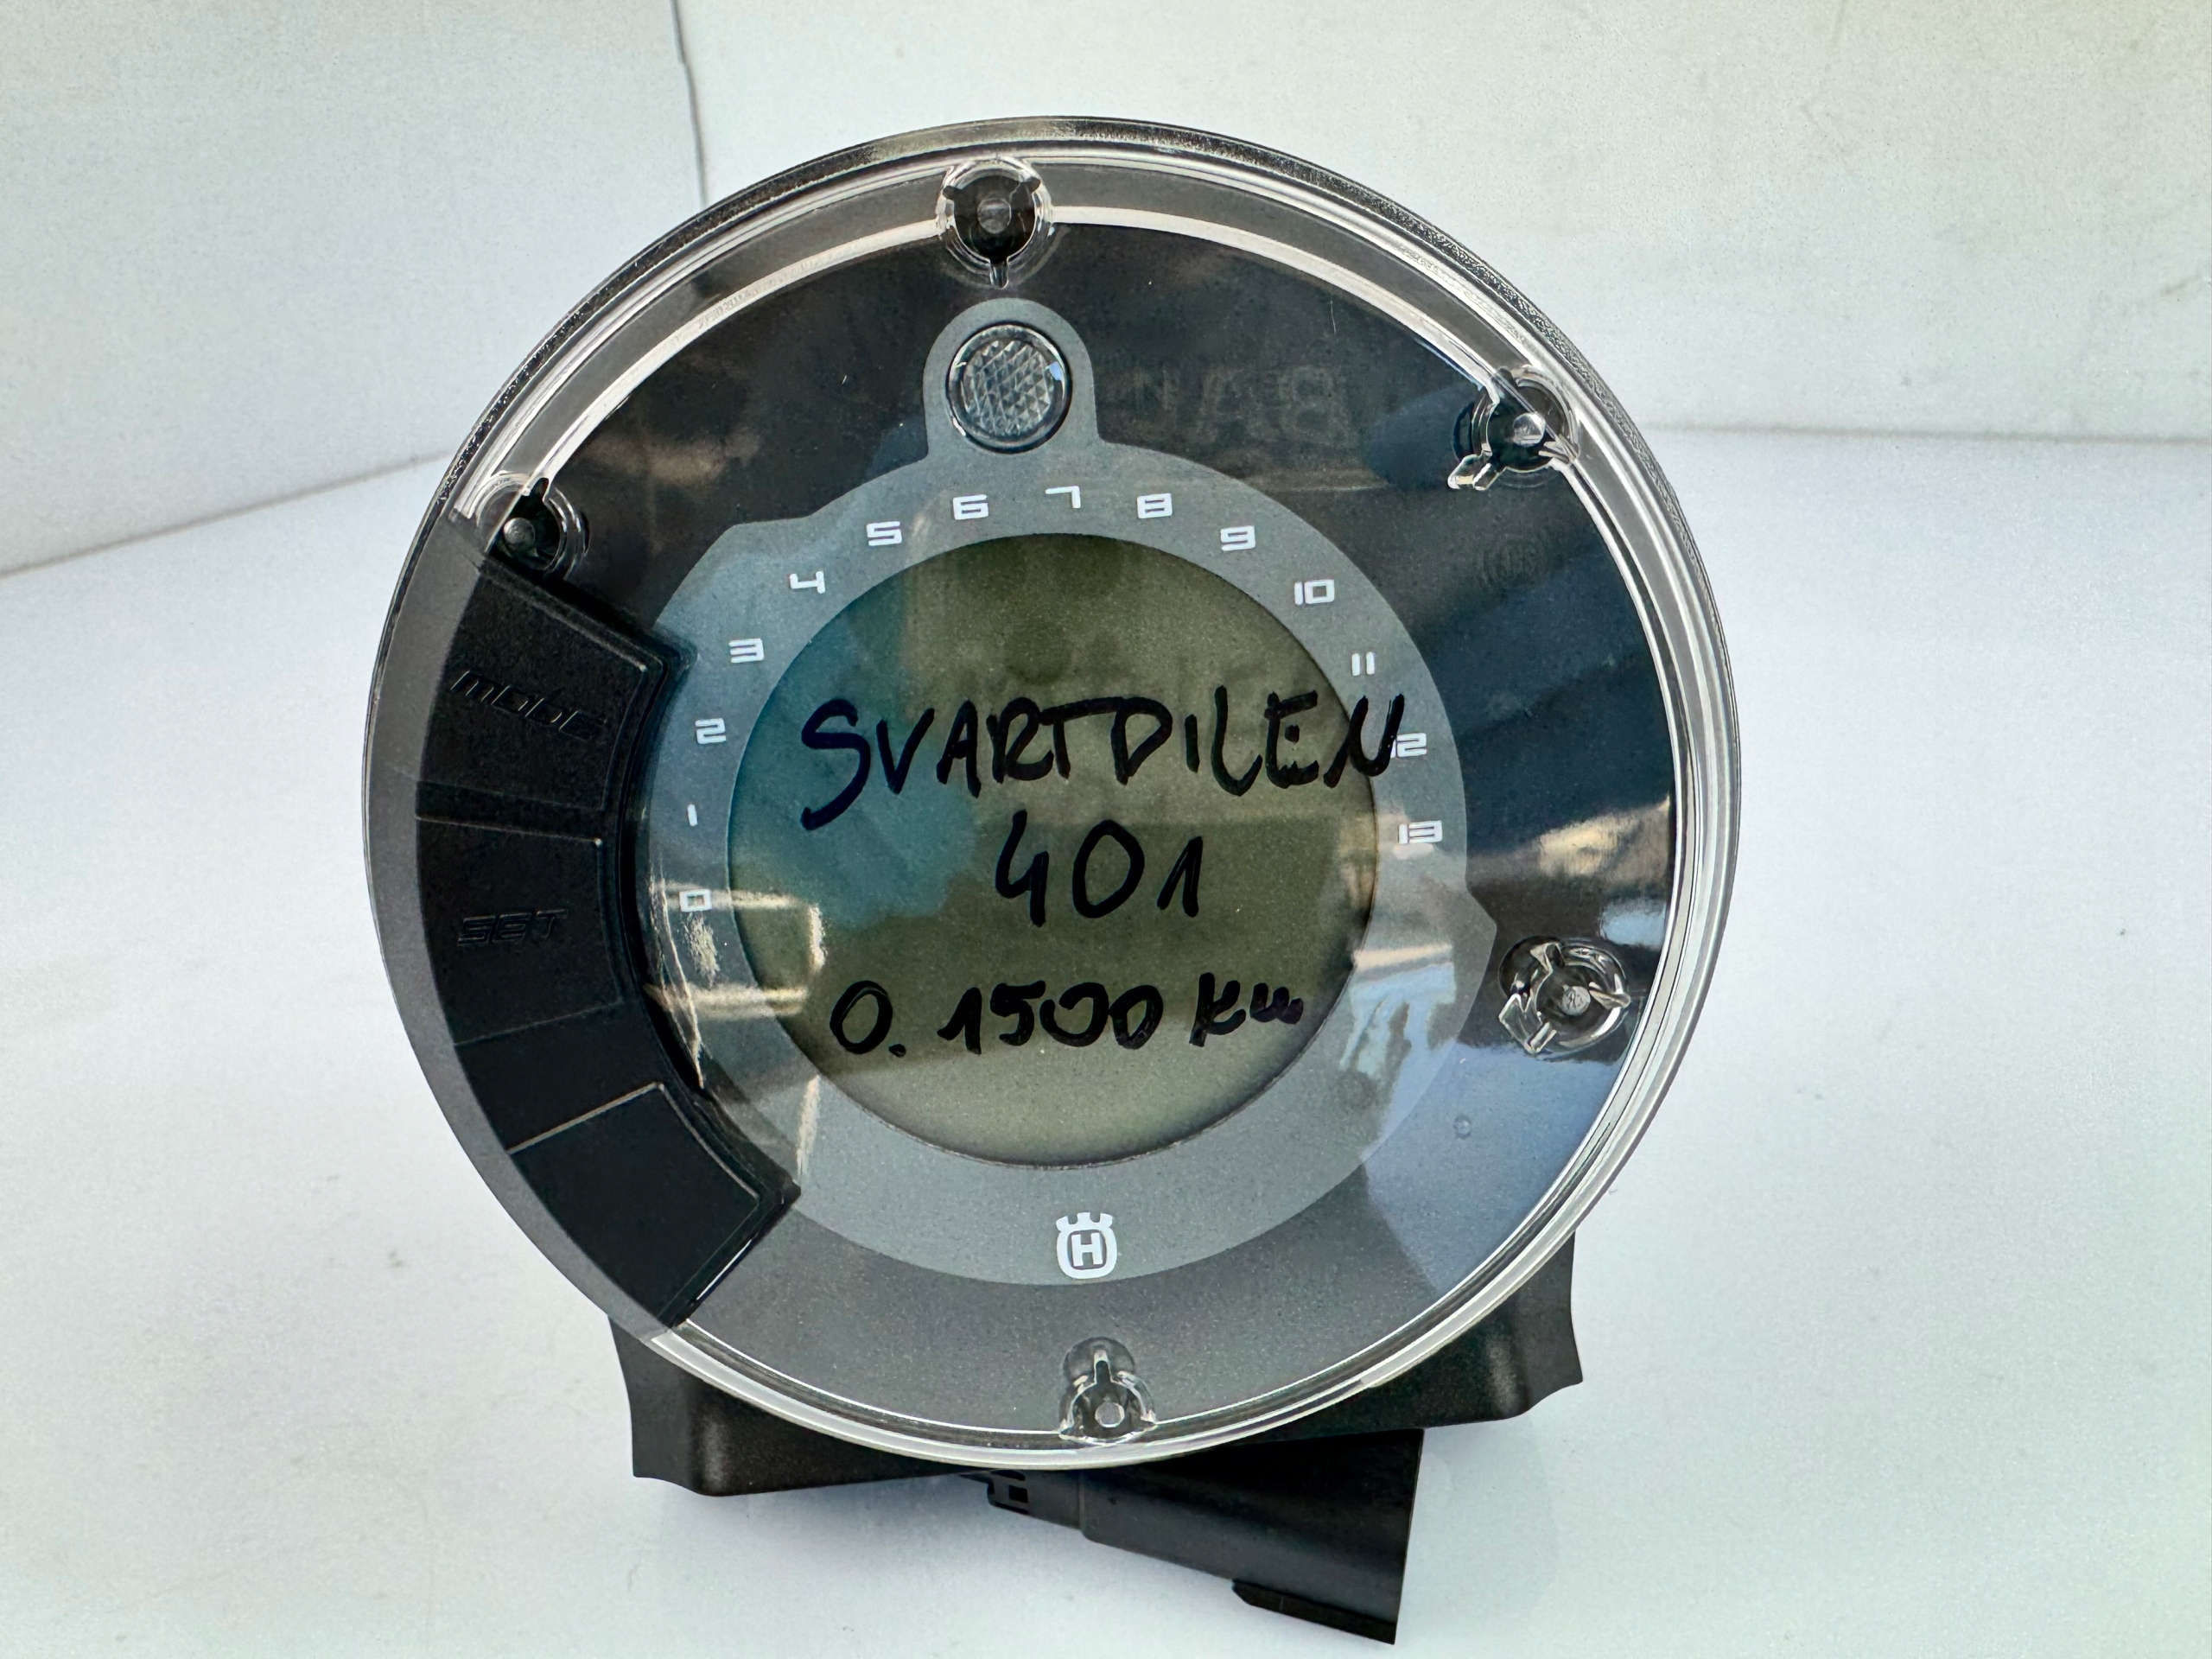 0 1 2 3 4 5 6 7 8 9 10 11 12 13
MODE
SET
SVARTDILEN
401
0.1500 km
H